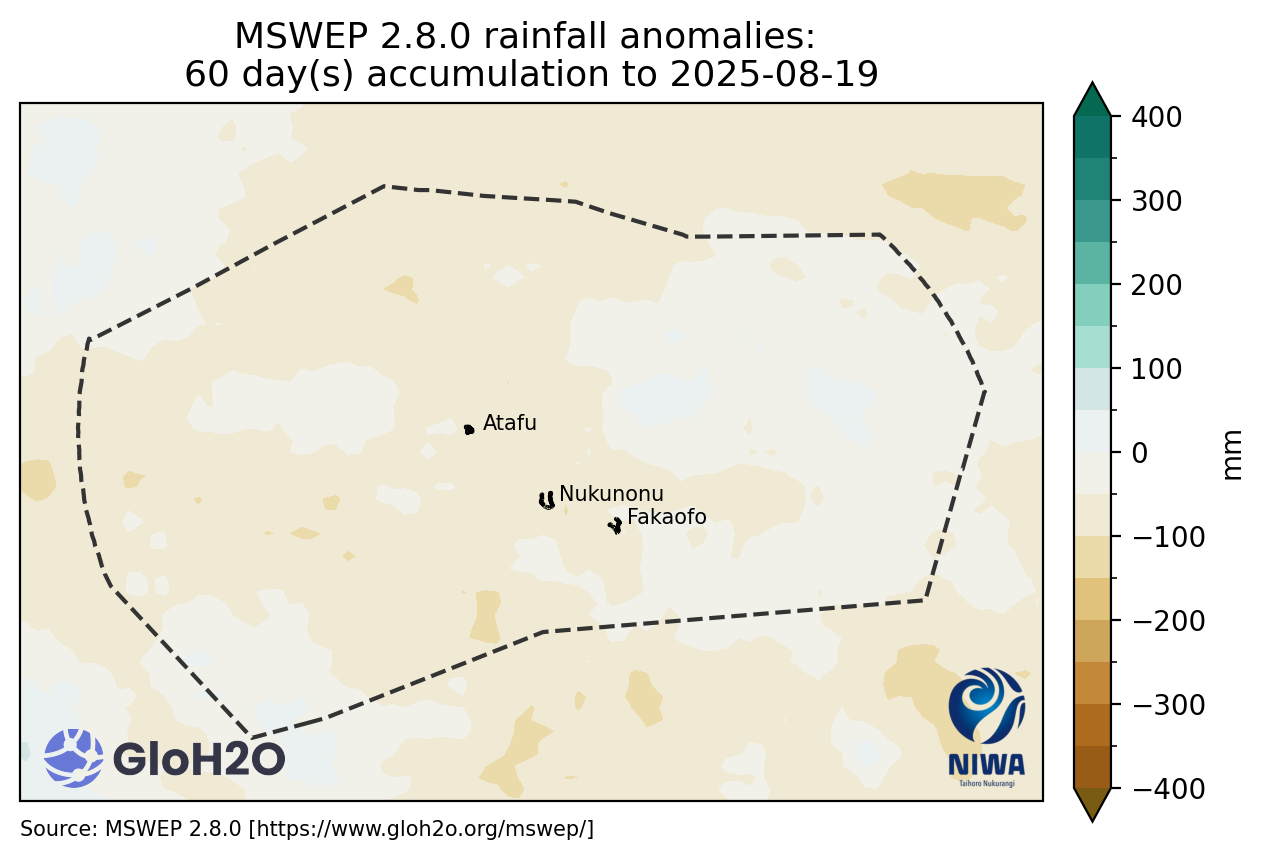 MSWEP 2.8.0 rainfall anomalies:
60 day(s) accumulation to 2025-08-19
400
300
200
100
0
−100
−200
−300
−400
mm
Atafu
Nukunonu
Fakaofo
GloH2O
NIWA
Taihoro Nukurangi
Source: MSWEP 2.8.0 [https://www.gloh2o.org/mswep/]